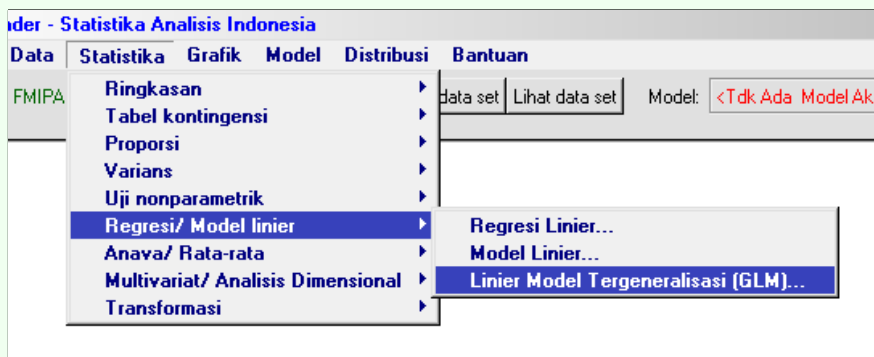 ader - Statistika Analisis Indonesia
Data Statistika Grafik Model Distribusi Bantuan
FMIPA data set Lihat data set Model: <Tdk Ada Model Ak
Ringkasan
Tabel kontingensi
Proporsi
Varians
Uji nonparametrik
Regresi/ Model linier
Regresi Linier...
Anava/ Rata-rata
Model Linier...
Multivariat/ Analisis Dimensional
Linier Model Tergeneralisasi (GLM)...
Transformasi